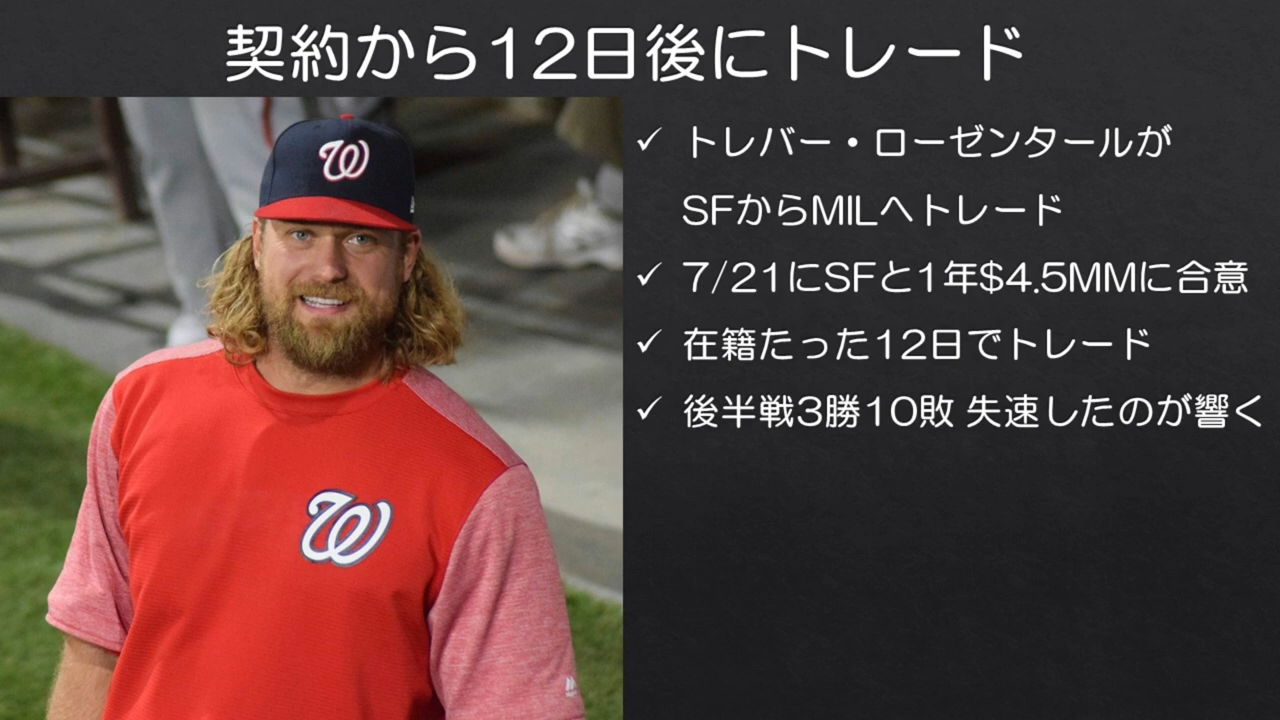 契約から12日後にトレード
✓ トレバー・ローゼンタールが
SFからMILへトレード
✓ 7/21にSFと1年$4.5MMに合意
✓ 在籍たった12日でトレード
✓ 後半戦3勝10敗 失速したのが響く
W
W